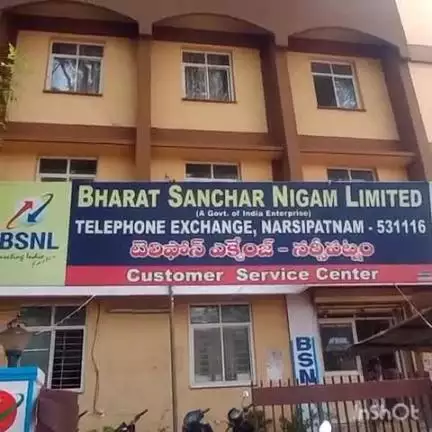 BHARAT SANCHAR NIGAM LIMITED
(A Govt. of India Enterprise)
BSNL
TELEPHONE EXCHANGE, NARSIPATNAM - 531116
టెలిఫోన్ ఎక్ఛేంజ్ - నర్సీపట్నం
Customer Service Center
BSN
InShOt